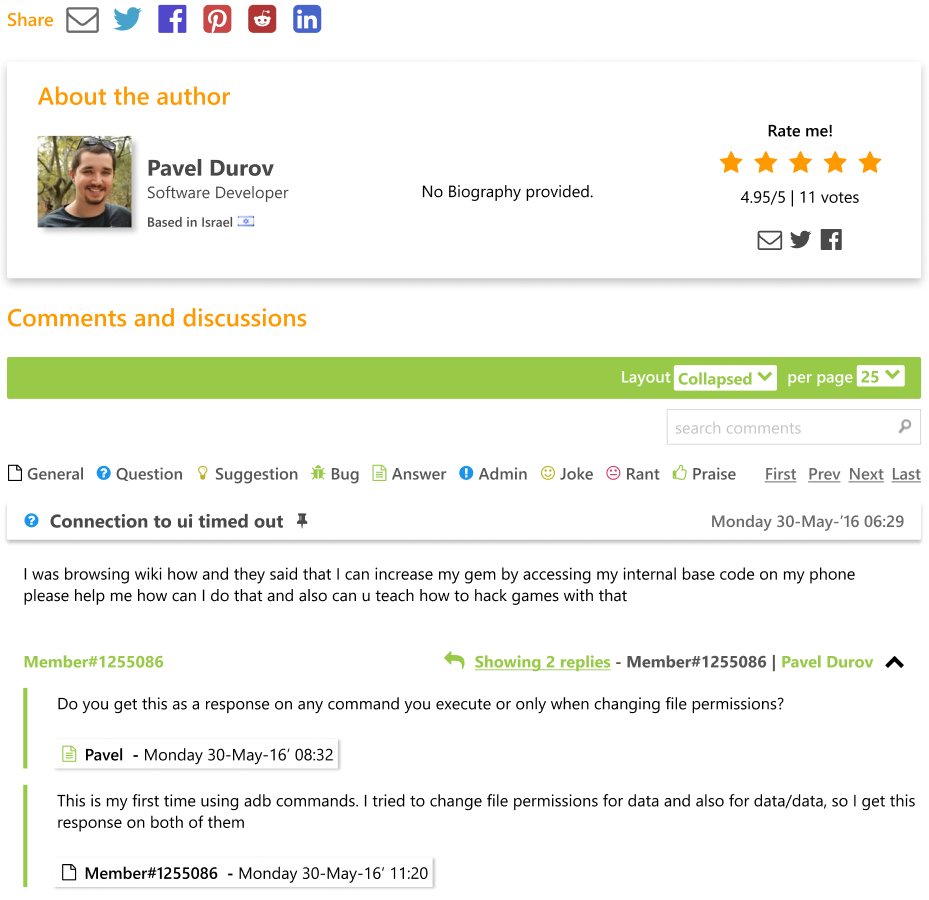 Share
About the author
Rate me!
Pavel Durov
Software Developer
No Biography provided.
4.95/5 | 11 votes
Based in Israel
Comments and discussions
Layout Collapsed per page 25
search comments
General Question Suggestion Bug Answer Admin Joke Rant Praise First Prev Next Last
Connection to ui timed out Monday 30-May-’16 06:29
I was browsing wiki how and they said that I can increase my gem by accessing my internal base code on my phone
please help me how can I do that and also can u teach how to hack games with that
Member#1255086 Showing 2 replies - Member#1255086 | Pavel Durov
Do you get this as a response on any command you execute or only when changing file permissions?
Pavel - Monday 30-May-16’ 08:32
This is my first time using adb commands. I tried to change file permissions for data and also for data/data, so I get this
response on both of them
Member#1255086 - Monday 30-May-16’ 11:20